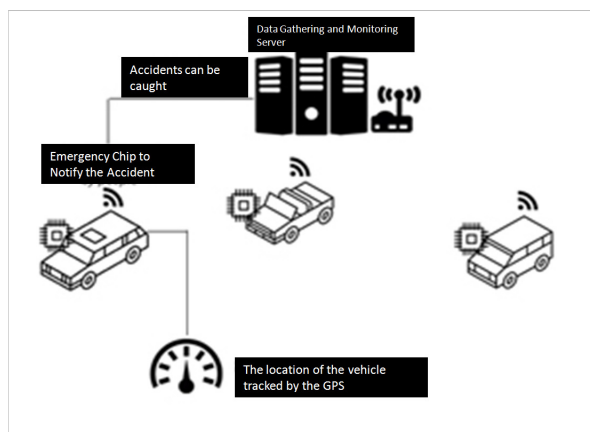 Data Gathering and Monitoring
Server
Accidents can be
caught
Emergency Chip to
Notify the Accident
The location of the vehicle
tracked by the GPS